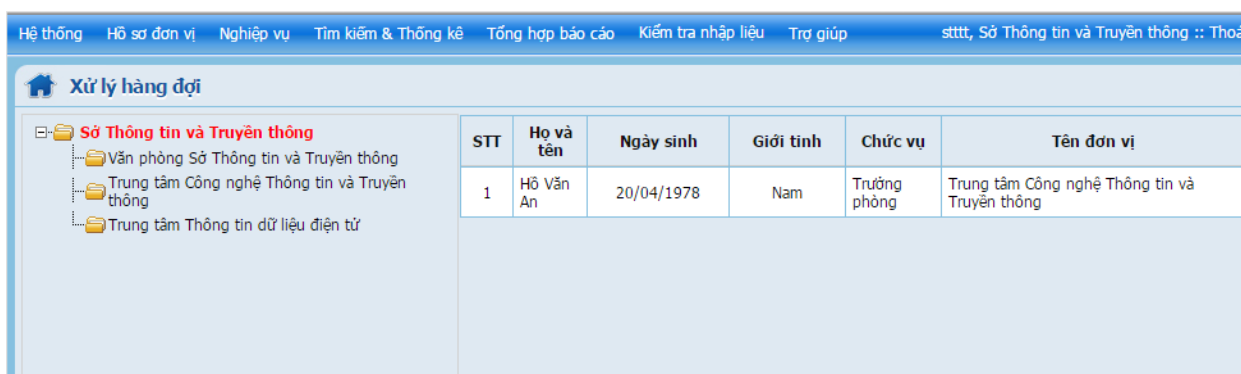 Hệ thống Hồ sơ đơn vị Nghiệp vụ Tìm kiếm & Thống kê Tổng hợp báo cáo Kiểm tra nhập liệu Trợ giúp stttt, Sở Thông tin và Truyền thông :: Thoá
Xử lý hàng đợi
Sở Thông tin và Truyền thông
Văn phòng Sở Thông tin và Truyền thông
Trung tâm Công nghệ Thông tin và Truyền
thông
Trung tâm Thông tin dữ liệu điện tử
STT Họ và tên Ngày sinh Giới tính Chức vụ Tên đơn vị
1 Hồ Văn An 20/04/1978 Nam Trưởng phòng Trung tâm Công nghệ Thông tin và Truyền thông